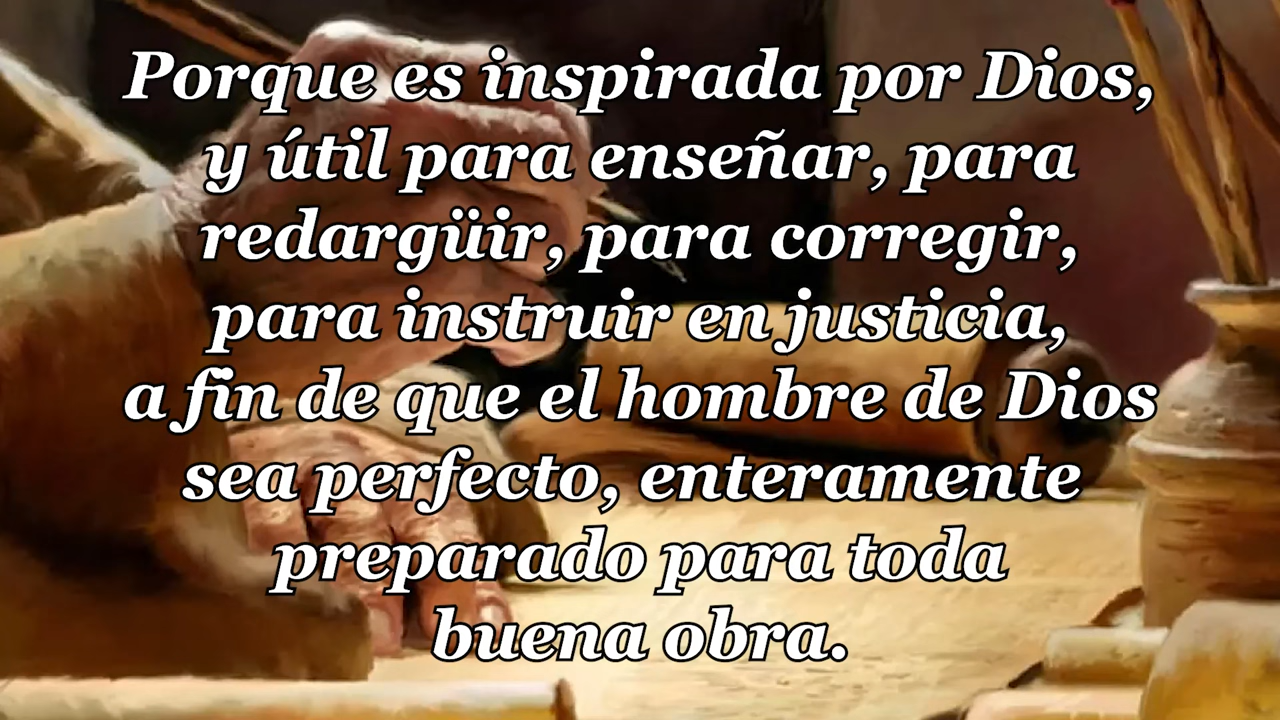 Porque es inspirada por Dios,
y útil para enseñar, para
redargüir, para corregir,
para instruir en justicia,
a fin de que el hombre de Dios
sea perfecto, enteramente
preparado para toda
buena obra.